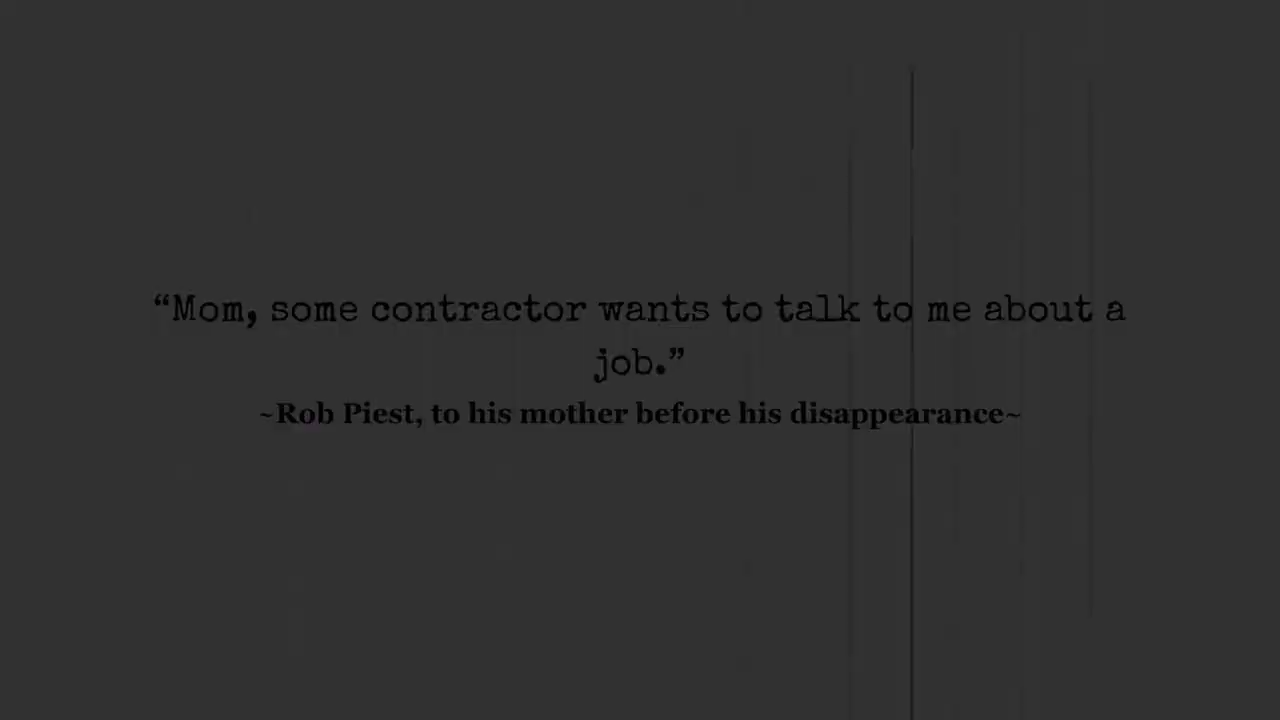 “Mom, some contractor wants to talk to me about a
job.”
~Rob Piest, to his mother before his disappearance~